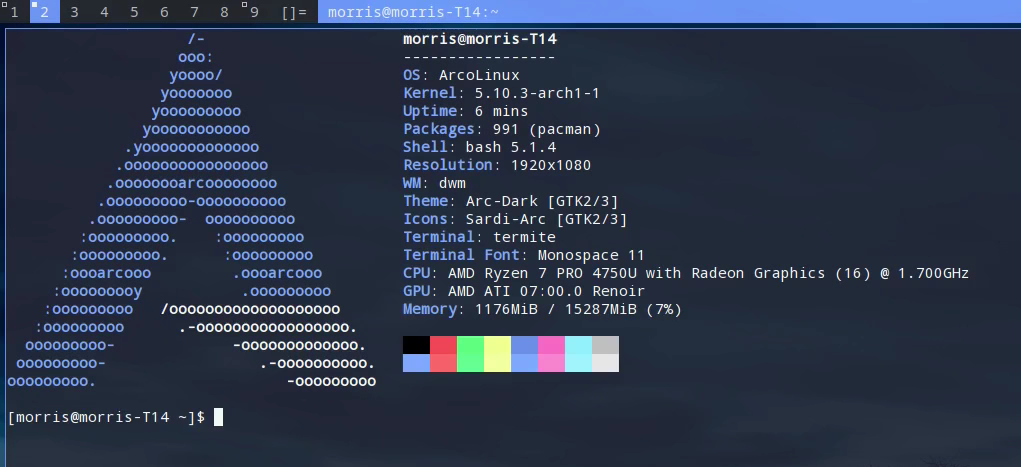 1 2 3 4 5 6 7 8 9 []= morris@morris-T14:~
/-
ooo:
yoooo/
yooooooo
yooooooooo
yooooooooooo
.yooooooooooooo
.oooooooooooooooo
.oooooooarcoooooooo
.ooooooooo-oooooooooo
.ooooooooo- oooooooooo
:ooooooooo. :ooooooooo
:ooooooooo. :ooooooooo
:oooarcooo .oooarcooo
:ooooooooy .ooooooooo
:ooooooooo /ooooooooooooooooooo
:ooooooooo .-ooooooooooooooooo.
ooooooooo- -ooooooooooooo.
ooooooooo- .-oooooooooo.
ooooooooo. -ooooooooo
morris@morris-T14
-----------------
OS: ArcoLinux
Kernel: 5.10.3-arch1-1
Uptime: 6 mins
Packages: 991 (pacman)
Shell: bash 5.1.4
Resolution: 1920x1080
WM: dwm
Theme: Arc-Dark [GTK2/3]
Icons: Sardi-Arc [GTK2/3]
Terminal: termite
Terminal Font: Monospace 11
CPU: AMD Ryzen 7 PRO 4750U with Radeon Graphics (16) @ 1.700GHz
GPU: AMD ATI 07:00.0 Renoir
Memory: 1176MiB / 15287MiB (7%)
[morris@morris-T14 ~]$